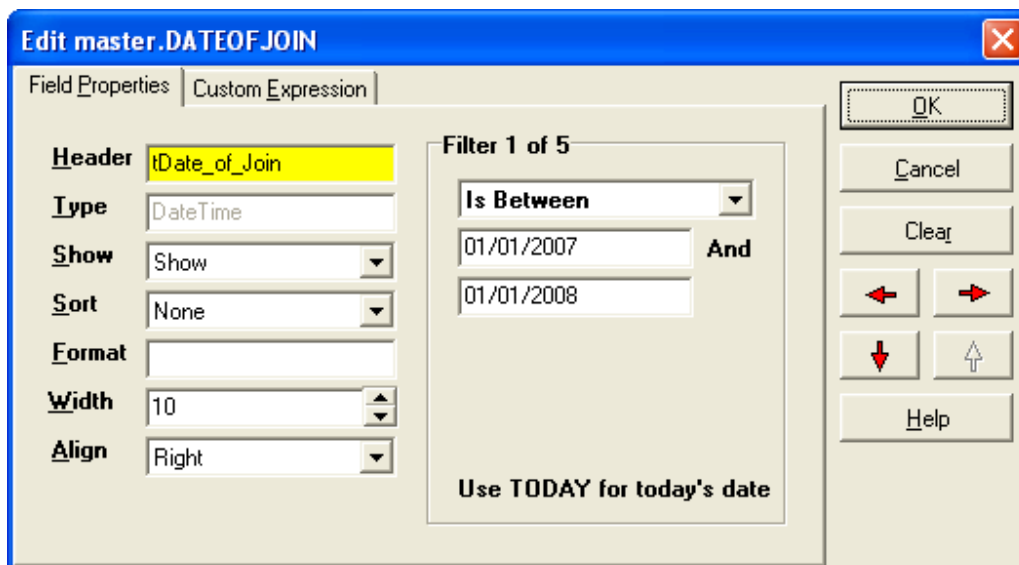 Edit master.DATEOFJOIN
Field Properties
Custom Expression
Header tDate_of_Join
Type DateTime
Show Show
Sort None
Format
Width 10
Align Right
Filter 1 of 5
Is Between
01/01/2007 And
01/01/2008
Use TODAY for today's date
OK
Cancel
Clear
Help